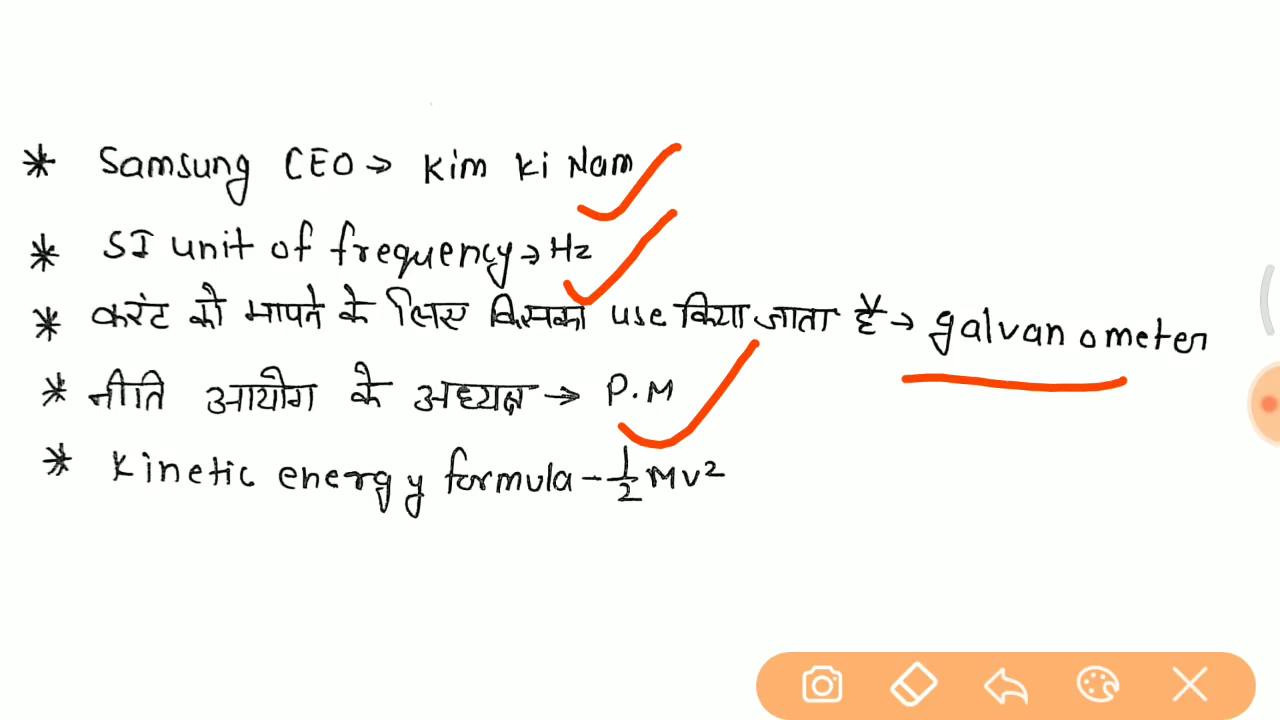 * Samsung CEO → Kim Ki Nam
* SI unit of frequency → Hz
* करंट को मापने के लिए किसका use किया जाता है → galvanometer
* नीति आयोग के अध्यक्ष → P.M
* Kinetic energy formula - 1/2 Mv²